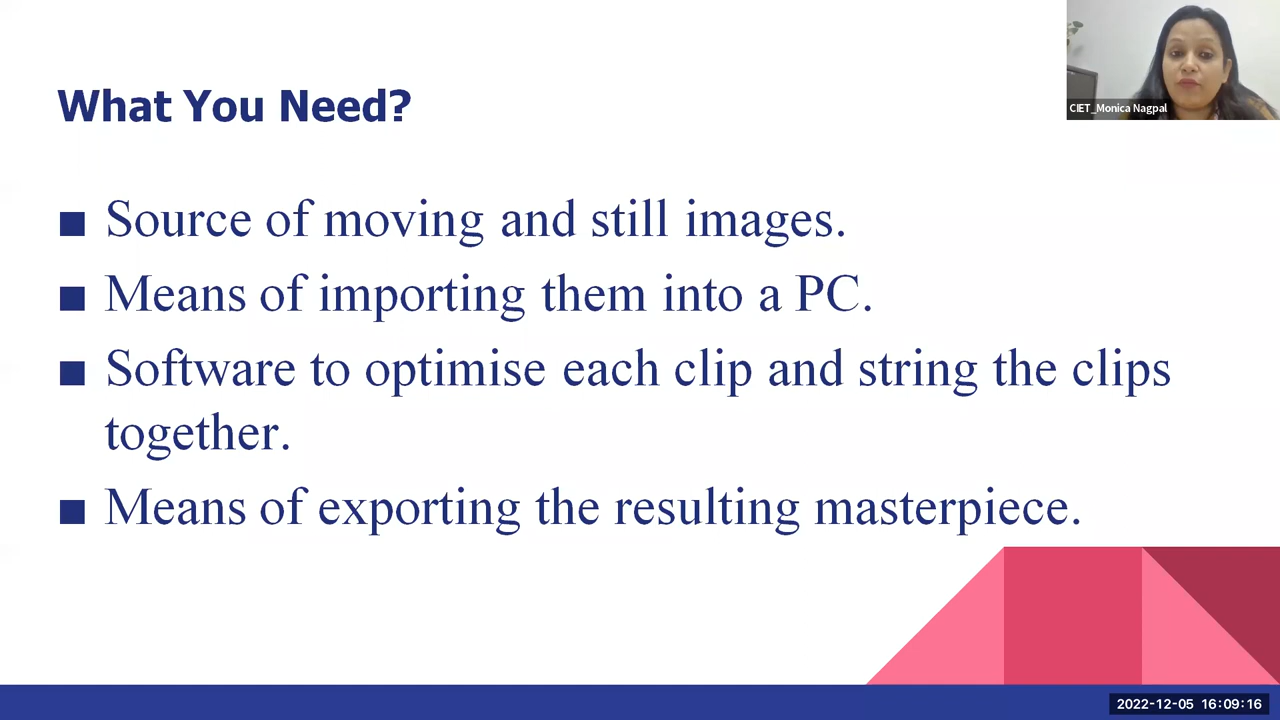 What You Need?
CIET_Monica Nagpal
■ Source of moving and still images.
■ Means of importing them into a PC.
■ Software to optimise each clip and string the clips
together.
■ Means of exporting the resulting masterpiece.
2022-12-05 16:09:16